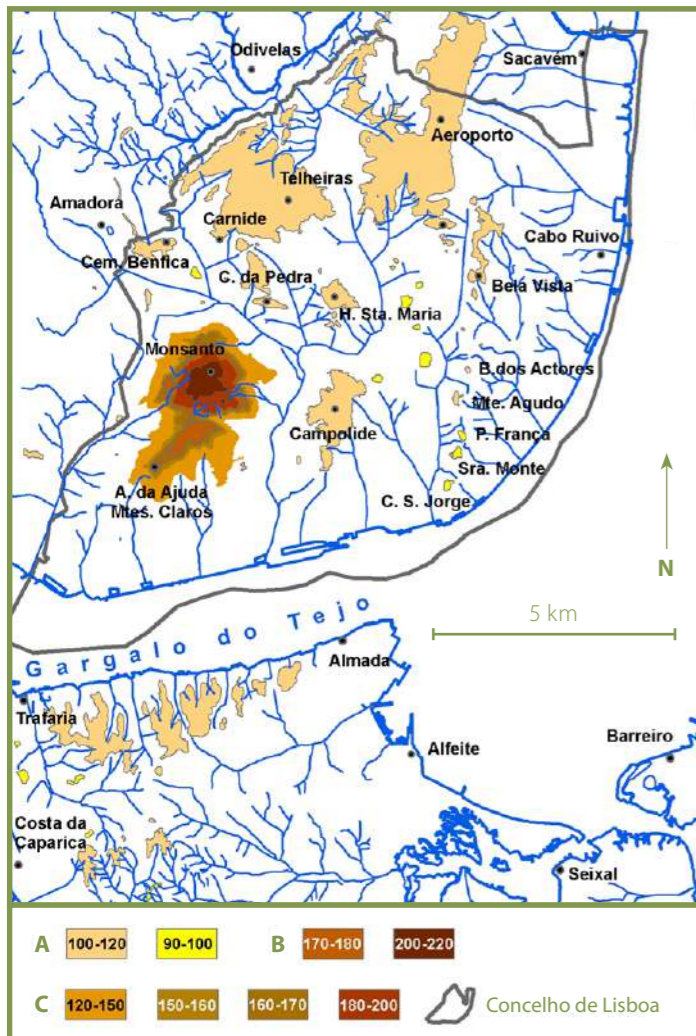 Odivelas
Sacavém
Aeroporto
Telheiras
Amadora
Carnide
Cabo Ruivo
Cem. Benfica
C. da Pedra
Bela Vista
H. Sta. Maria
Monsanto
B.dos Actores
Mte. Agudo
Campolide
P. França
Sra. Monte
A. da Ajuda
Mtes. Claros
C. S. Jorge
N
5 km
Gargalo do Tejo
Almada
Trafaria
Alfeite
Barreiro
Costa da
Caparica
Seixal
A 100-120 90-100 B 170-180 200-220
C 120-150 150-160 160-170 180-200 Concelho de Lisboa